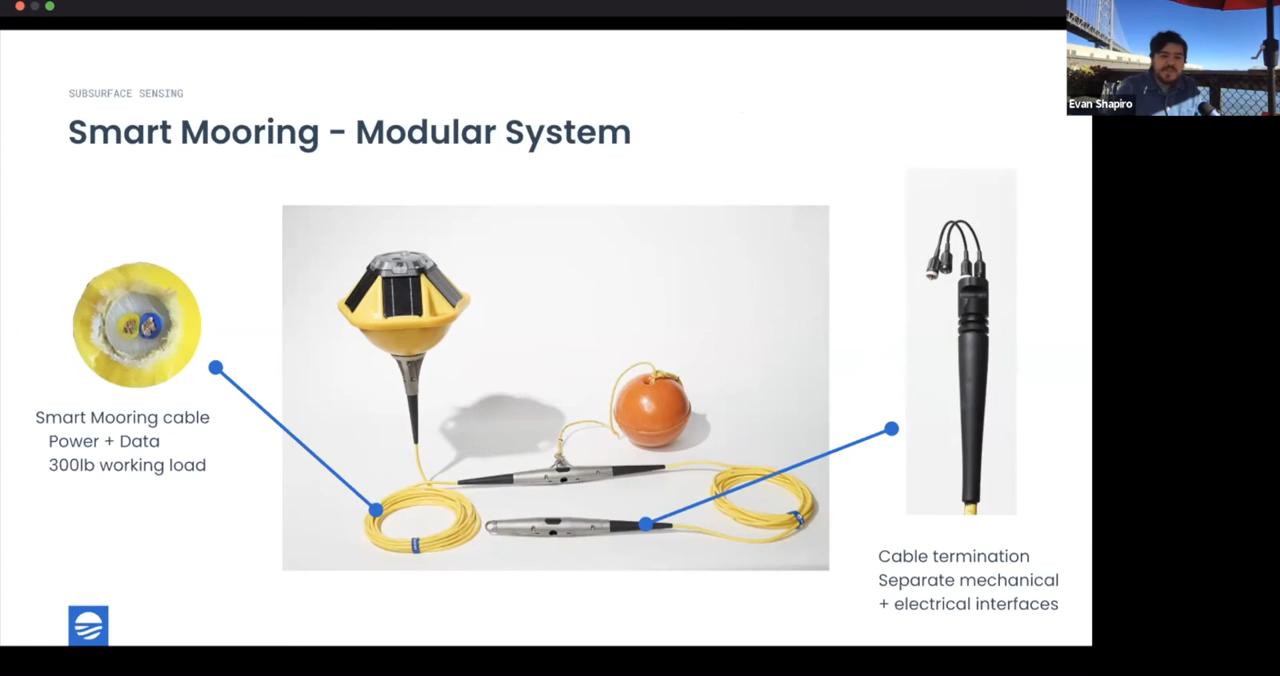 SUBSURFACE SENSING
Smart Mooring - Modular System
Evan Shapiro
Smart Mooring cable
Power + Data
300lb working load
Cable termination
Separate mechanical
+ electrical interfaces